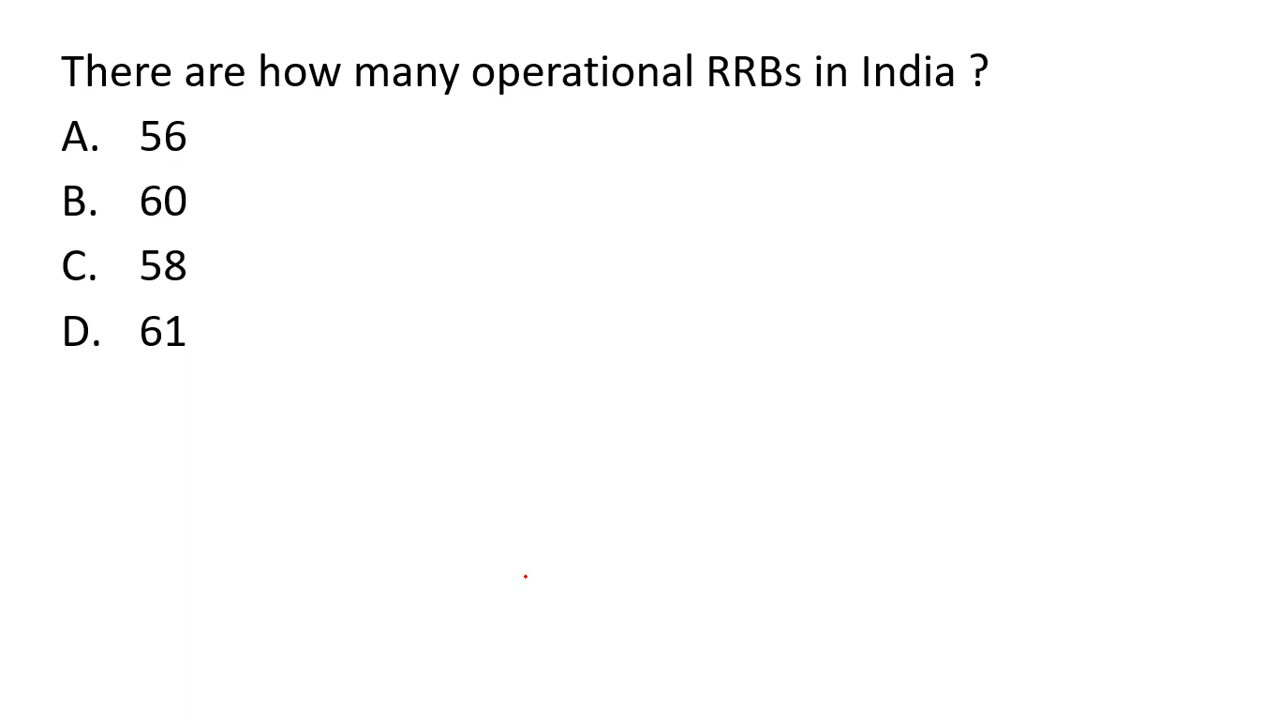 There are how many operational RRBs in India ?
A. 56
B. 60
C. 58
D. 61